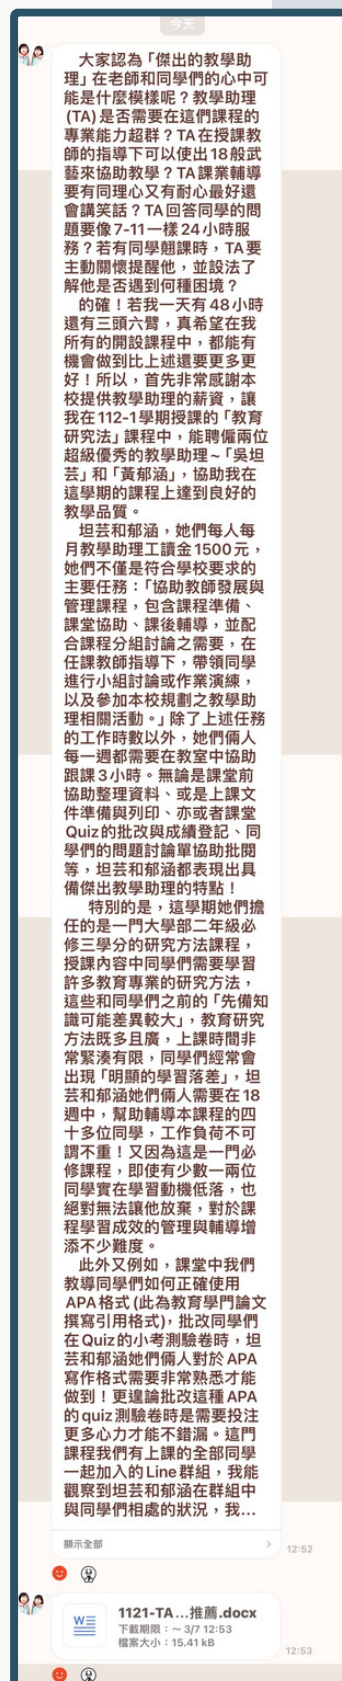 今天
大家認為「傑出的教學助
理」在老師和同學們的心中可
能是什麼模樣呢？教學助理
(TA)是否需要在這門課程的
專業能力超群？TA在授課教
師的指導下可以使出18般武
藝來協助教學？TA課業輔導
要有同理心又有耐心最好還
會講笑話？TA回答同學的問
題要像7-11一樣24小時服
務？若有同學翹課時，TA要
主動關懷提醒他，並設法了
解他是否遇到何種困境？
的確！若我一天有48小時
還有三頭六臂，真希望在我
所有的開設課程中，都能有
機會做到比上述還要更多更
好！所以，首先非常感謝本
校提供教學助理的薪資，讓
我在112-1學期授課的「教育
研究法」課程中，能聘僱兩位
超級優秀的教學助理~「吳坦
芸」和「黃郁涵」，協助我在
這學期的課程上達到良好的
教學品質。
坦芸和郁涵，她們每人每
月教學助理工讀金1500元，
她們不僅是符合學校要求的
主要任務：「協助教師發展與
管理課程，包含課程準備、
課堂協助、課後輔導，並配
合課程分組討論之需要，在
任課教師指導下，帶領同學
進行小組討論或作業演練，
以及參加本校規劃之教學助
理相關活動。」除了上述任務
的工作時數以外，她們倆人
每一週都需要在教室中協助
跟課3小時。無論是課堂前
協助整理資料、或是上課文
件準備與列印、亦或者課堂
Quiz的批改與成績登記、同
學們的問題討論單協助批閱
等，坦芸和郁涵都表現出具
備傑出教學助理的特點！
特別的是，這學期她們擔
任的是一門大學部二年級必
修三學分的研究方法課程，
授課內容中同學們需要學習
許多教育專業的研究方法，
這些和同學們之前的「先備知
識可能差異較大」，教育研究
方法既多且廣，上課時間非
常緊湊有限，同學們經常會
出現「明顯的學習落差」，坦
芸和郁涵她們倆人需要在18
週中，幫助輔導本課程的四
十多位同學，工作負荷不可
謂不重！又因為這是一門必
修課程，即使有少數一兩位
同學實在學習動機低落，也
絕對無法讓他放棄，對於課
程學習成效的管理與輔導增
添不少難度。
此外又例如，課堂中我們
教導同學們如何正確使用
APA格式(此為教育學門論文
撰寫引用格式)，批改同學們
在Quiz的小考測驗卷時，坦
芸和郁涵她們倆人對於APA
寫作格式需要非常熟悉才能
做到！更遑論批改這種APA
的quiz測驗卷時是需要投注
更多心力才能不錯漏。這門
課程我們有上課的全部同學
一起加入的Line群組，我能
觀察到坦芸和郁涵在群組中
與同學們相處的狀況，我...
顯示全部
12:52
1121-TA...推薦.docx
下載期限：~ 3/7 12:53
檔案大小：15.41 kB
12:53